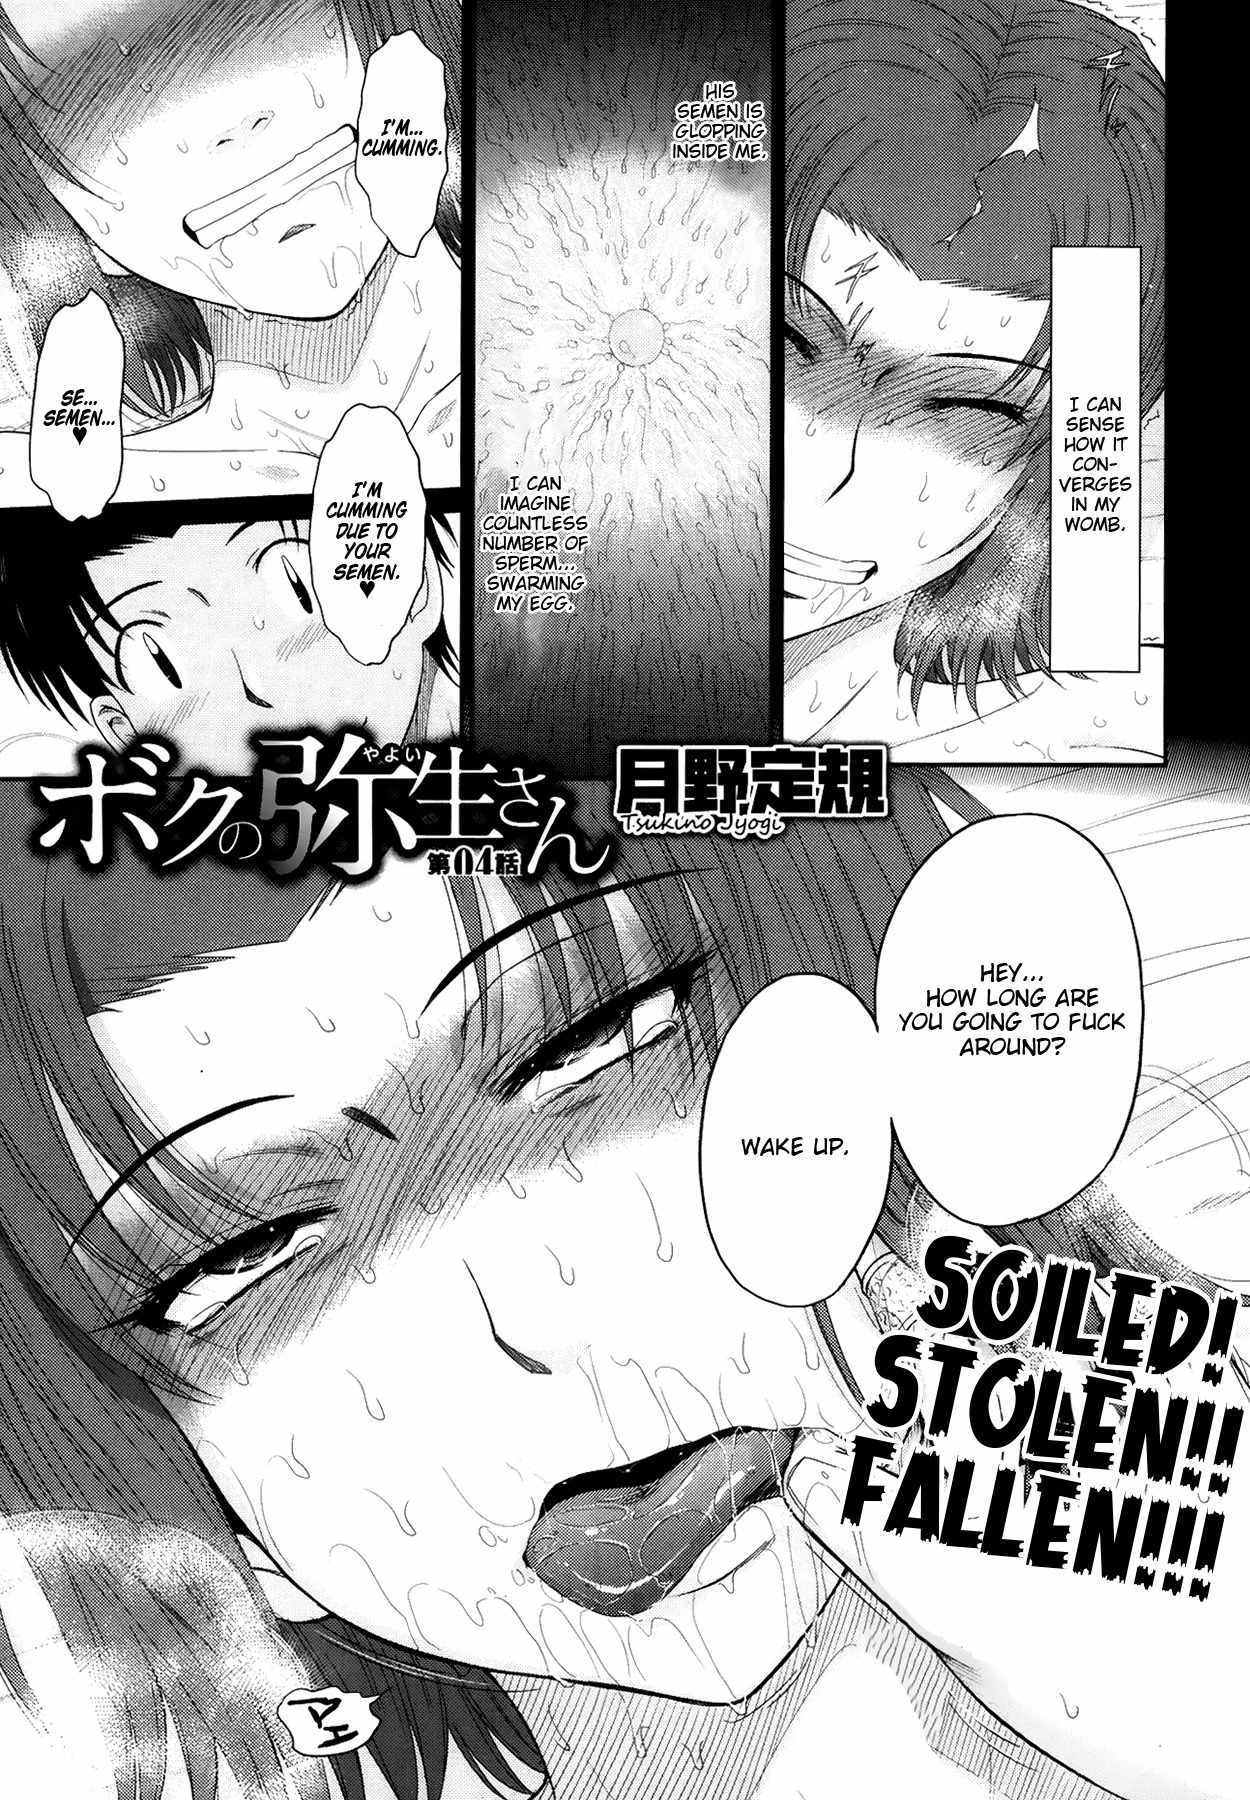 I CAN
SENSE
HOW IT
CON-
VERGES
IN MY
WOMB.
HIS
SEMEN IS
GLOPPING
INSIDE ME.
I CAN
IMAGINE
COUNTLESS
NUMBER OF
SPERM...
SWARMING
MY EGG.
I'M...
CUMMING.
SE...
SEMEN...
♥
I'M
CUMMING
DUE TO
YOUR
SEMEN.
♥
ボクの弥生さん
やよい
第04話
月野定規
Tsukino Jyogi
HEY...
HOW LONG ARE
YOU GOING TO FUCK
AROUND?
WAKE UP.
SOILED!
STOLEN!!
FALLEN!!!